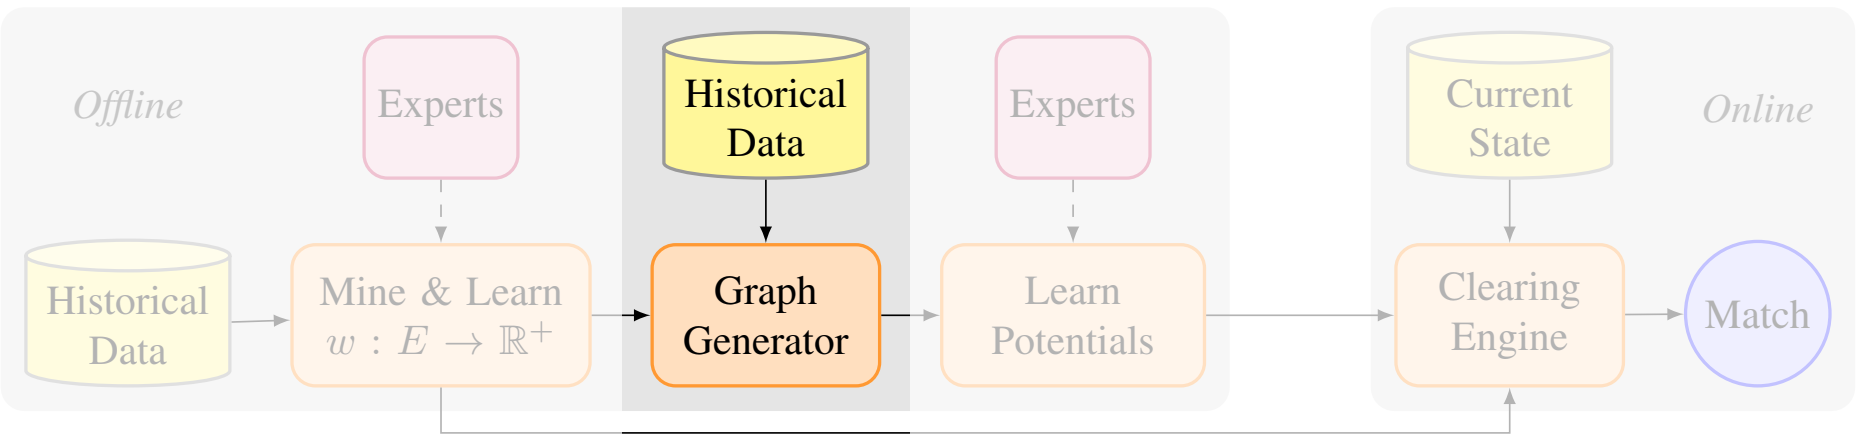 Offline
Experts
Historical
Data
Experts
Current
State
Online
Historical
Data
Mine & Learn
w : E → ℝ⁺
Graph
Generator
Learn
Potentials
Clearing
Engine
Match